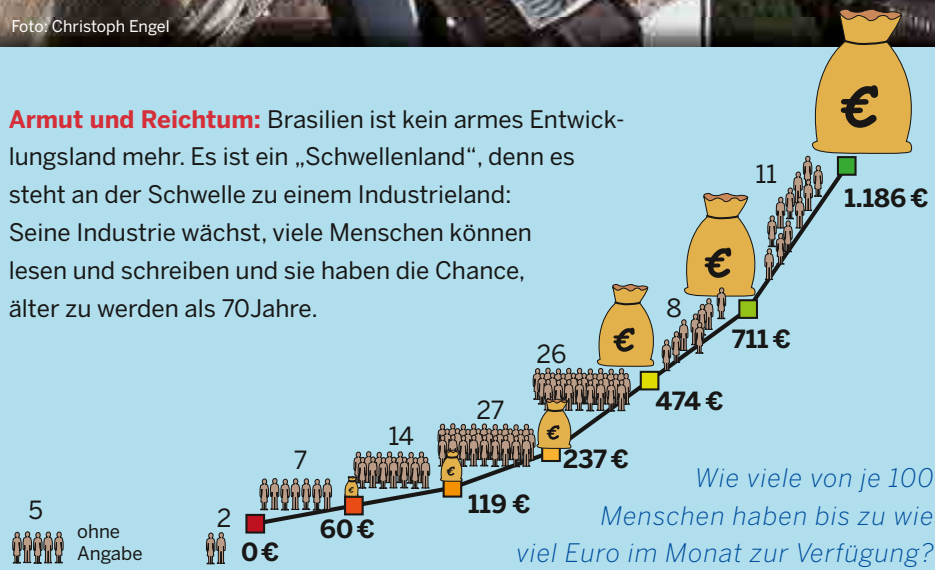 Foto: Christoph Engel
Armut und Reichtum: Brasilien ist kein armes Entwick-
lungsland mehr. Es ist ein „Schwellenland“, denn es
steht an der Schwelle zu einem Industrieland:
Seine Industrie wächst, viele Menschen können
lesen und schreiben und sie haben die Chance,
älter zu werden als 70Jahre.
5
ohne
Angabe
2
0 €
7
60 €
14
€
119 €
27
€
237 €
26
€
474 €
8
€
711 €
11
€
1.186 €
€
Wie viele von je 100
Menschen haben bis zu wie
viel Euro im Monat zur Verfügung?